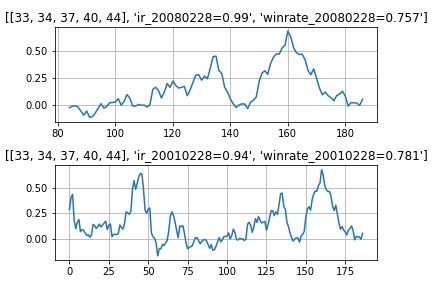 [[33, 34, 37, 40, 44], 'ir_20080228=0.99', 'winrate_20080228=0.757']
0.50
0.25
0.00
80 100 120 140 160 180
[[33, 34, 37, 40, 44], 'ir_20010228=0.94', 'winrate_20010228=0.781']
0.50
0.25
0.00
0 25 50 75 100 125 150 175